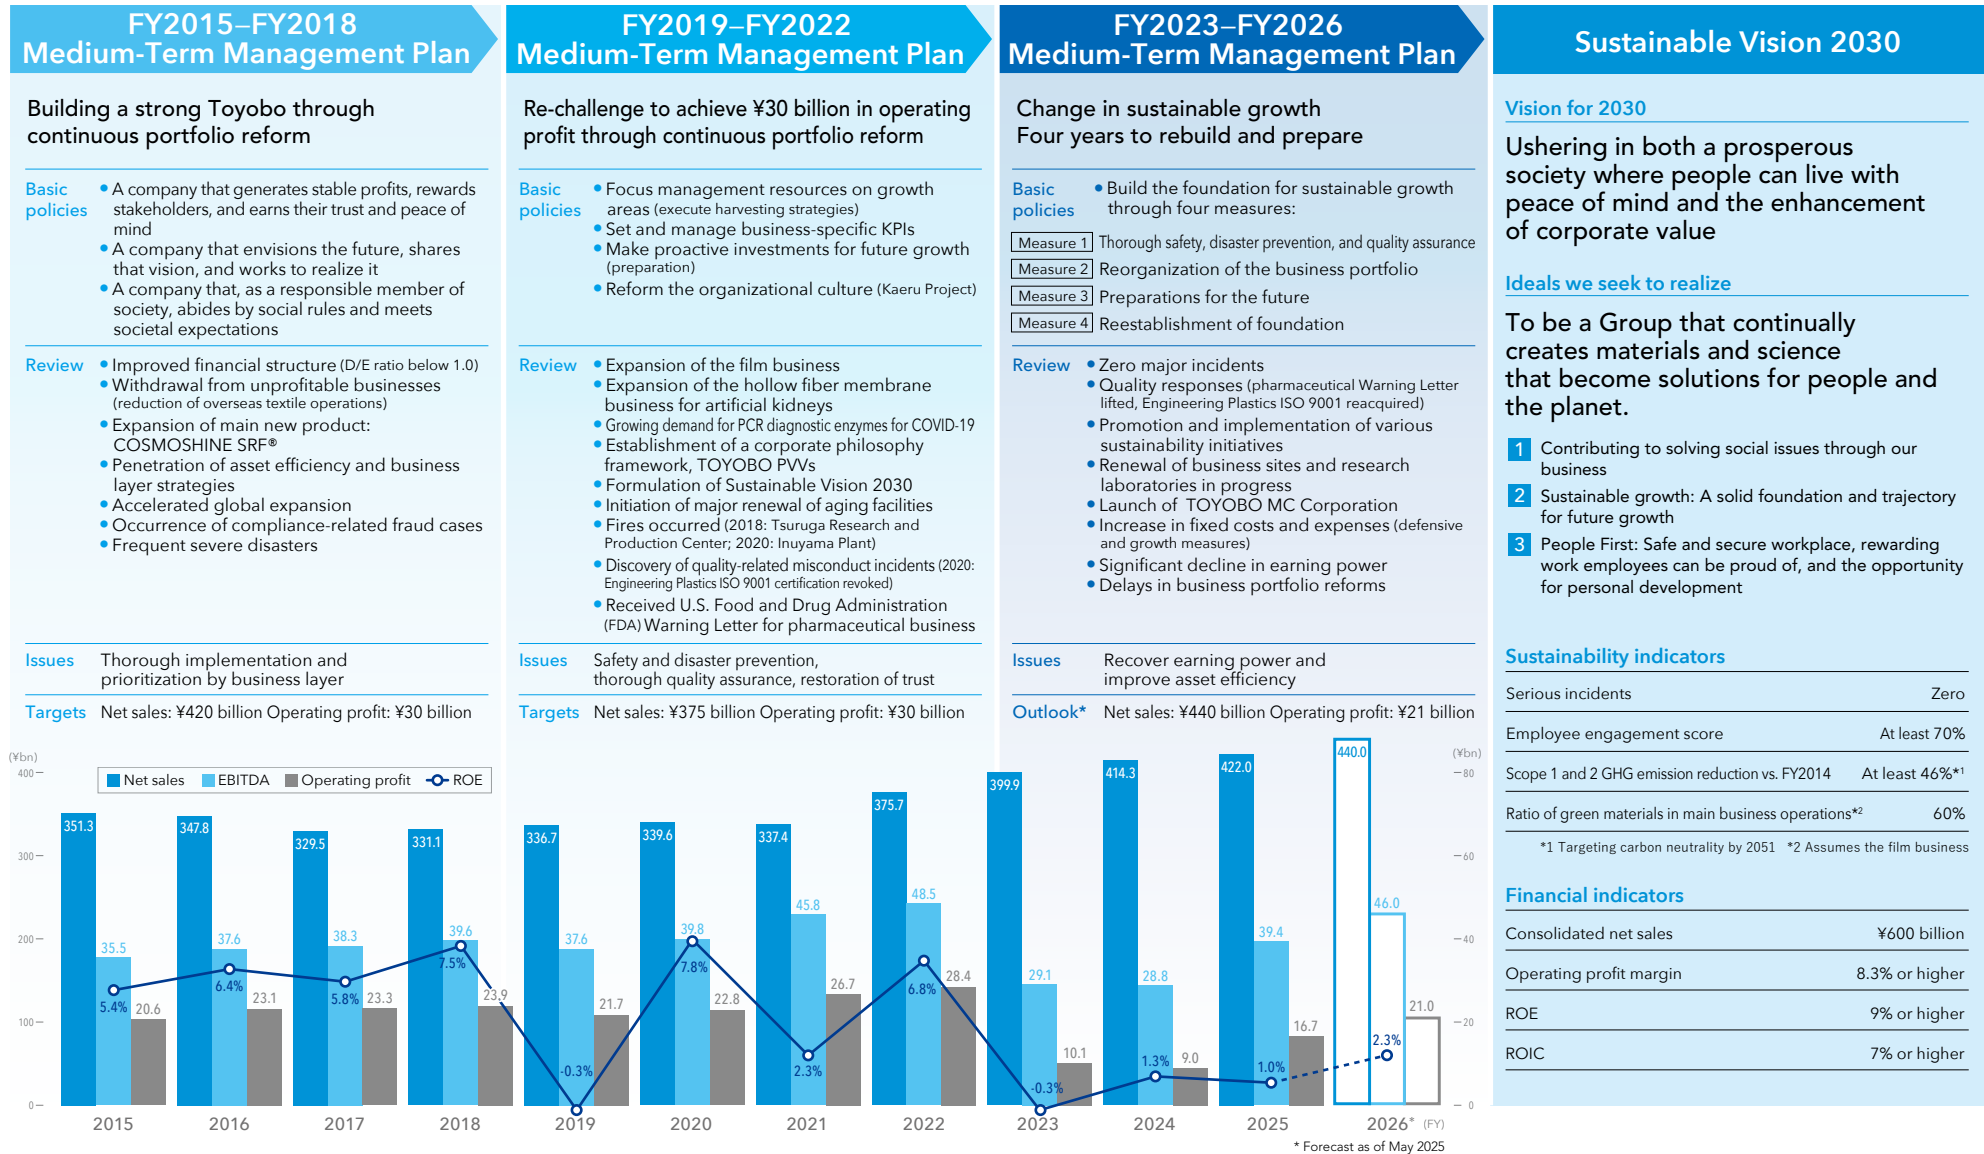 FY2015–FY2018
Medium-Term Management Plan
Building a strong Toyobo through
continuous portfolio reform
Basic
policies
• A company that generates stable profits, rewards
stakeholders, and earns their trust and peace of
mind
• A company that envisions the future, shares
that vision, and works to realize it
• A company that, as a responsible member of
society, abides by social rules and meets
societal expectations
Review
• Improved financial structure (D/E ratio below 1.0)
• Withdrawal from unprofitable businesses
(reduction of overseas textile operations)
• Expansion of main new product:
COSMOSHINE SRF®
• Penetration of asset efficiency and business
layer strategies
• Accelerated global expansion
• Occurrence of compliance-related fraud cases
• Frequent severe disasters
Issues
Thorough implementation and
prioritization by business layer
Targets Net sales: ¥420 billion Operating profit: ¥30 billion
FY2019–FY2022
Medium-Term Management Plan
Re-challenge to achieve ¥30 billion in operating
profit through continuous portfolio reform
Basic
policies
• Focus management resources on growth
areas (execute harvesting strategies)
• Set and manage business-specific KPIs
• Make proactive investments for future growth
(preparation)
• Reform the organizational culture (Kaeru Project)
Review
• Expansion of the film business
• Expansion of the hollow fiber membrane
business for artificial kidneys
• Growing demand for PCR diagnostic enzymes for COVID-19
• Establishment of a corporate philosophy
framework, TOYOBO PVVs
• Formulation of Sustainable Vision 2030
• Initiation of major renewal of aging facilities
• Fires occurred (2018: Tsuruga Research and
Production Center; 2020: Inuyama Plant)
• Discovery of quality-related misconduct incidents (2020:
Engineering Plastics ISO 9001 certification revoked)
• Received U.S. Food and Drug Administration
(FDA) Warning Letter for pharmaceutical business
Issues
Safety and disaster prevention,
thorough quality assurance, restoration of trust
Targets Net sales: ¥375 billion Operating profit: ¥30 billion
FY2023–FY2026
Medium-Term Management Plan
Change in sustainable growth
Four years to rebuild and prepare
Basic
policies
• Build the foundation for sustainable growth
through four measures:
Measure 1 Thorough safety, disaster prevention, and quality assurance
Measure 2 Reorganization of the business portfolio
Measure 3 Preparations for the future
Measure 4 Reestablishment of foundation
Review
• Zero major incidents
• Quality responses (pharmaceutical Warning Letter
lifted, Engineering Plastics ISO 9001 reacquired)
• Promotion and implementation of various
sustainability initiatives
• Renewal of business sites and research
laboratories in progress
• Launch of TOYOBO MC Corporation
• Increase in fixed costs and expenses (defensive
and growth measures)
• Significant decline in earning power
• Delays in business portfolio reforms
Issues
Recover earning power and
improve asset efficiency
Outlook* Net sales: ¥440 billion Operating profit: ¥21 billion
(¥bn)
400
300
200
100
0
Net sales EBITDA Operating profit ROE
351.3 35.5 5.4% 20.6
347.8 37.6 6.4% 23.1
329.5 38.3 5.8% 23.3
331.1 39.6 7.5% 23.9
336.7 37.6 -0.3% 21.7
339.6 39.8 7.8% 22.8
337.4 45.8 2.3% 26.7
375.7 48.5 6.8% 28.4
399.9 29.1 -0.3% 10.1
414.3 28.8 1.3% 9.0
422.0 39.4 1.0% 16.7
440.0 46.0 2.3% 21.0
(¥bn)
80
60
40
20
0
2015 2016 2017 2018 2019 2020 2021 2022 2023 2024 2025 2026* (FY)
* Forecast as of May 2025
Sustainable Vision 2030
Vision for 2030
Ushering in both a prosperous
society where people can live with
peace of mind and the enhancement
of corporate value
Ideals we seek to realize
To be a Group that continually
creates materials and science
that become solutions for people and
the planet.
1 Contributing to solving social issues through our
business
2 Sustainable growth: A solid foundation and trajectory
for future growth
3 People First: Safe and secure workplace, rewarding
work employees can be proud of, and the opportunity
for personal development
Sustainability indicators
Serious incidents Zero
Employee engagement score At least 70%
Scope 1 and 2 GHG emission reduction vs. FY2014 At least 46%*1
Ratio of green materials in main business operations*2 60%
*1 Targeting carbon neutrality by 2051 *2 Assumes the film business
Financial indicators
Consolidated net sales ¥600 billion
Operating profit margin 8.3% or higher
ROE 9% or higher
ROIC 7% or higher